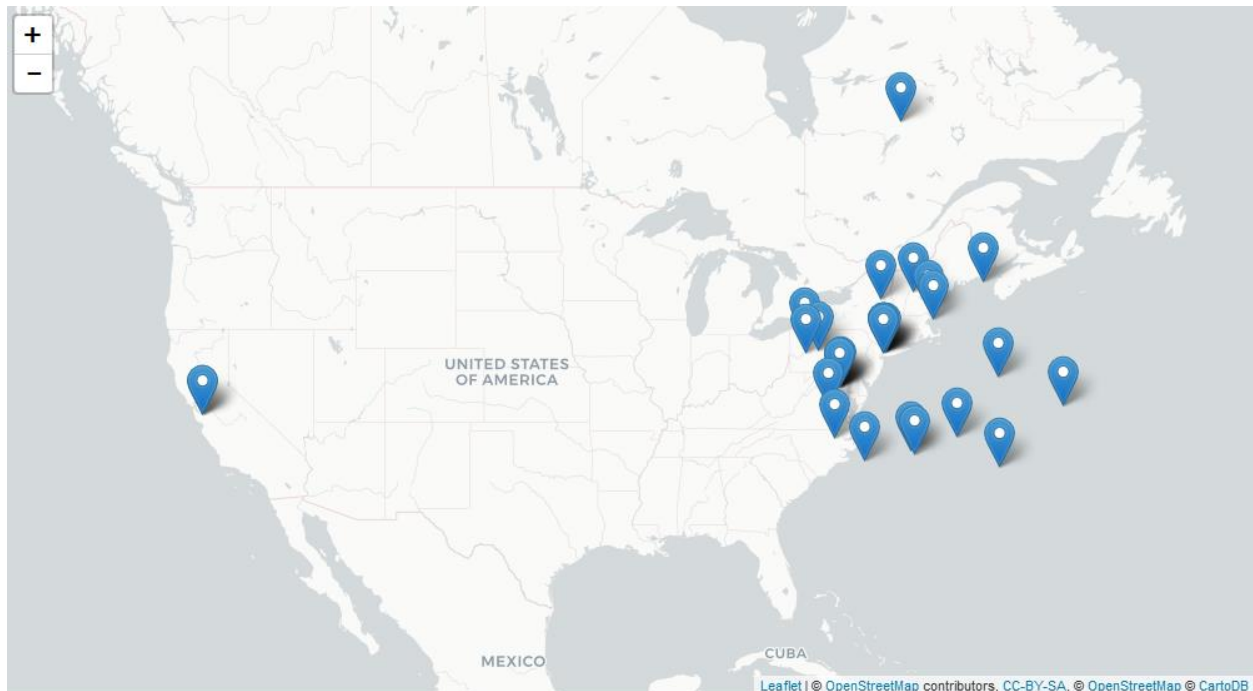 +
−
UNITED STATES
OF AMERICA
MEXICO
CUBA
Leaflet | © OpenStreetMap contributors, CC-BY-SA, © OpenStreetMap © CartoDB